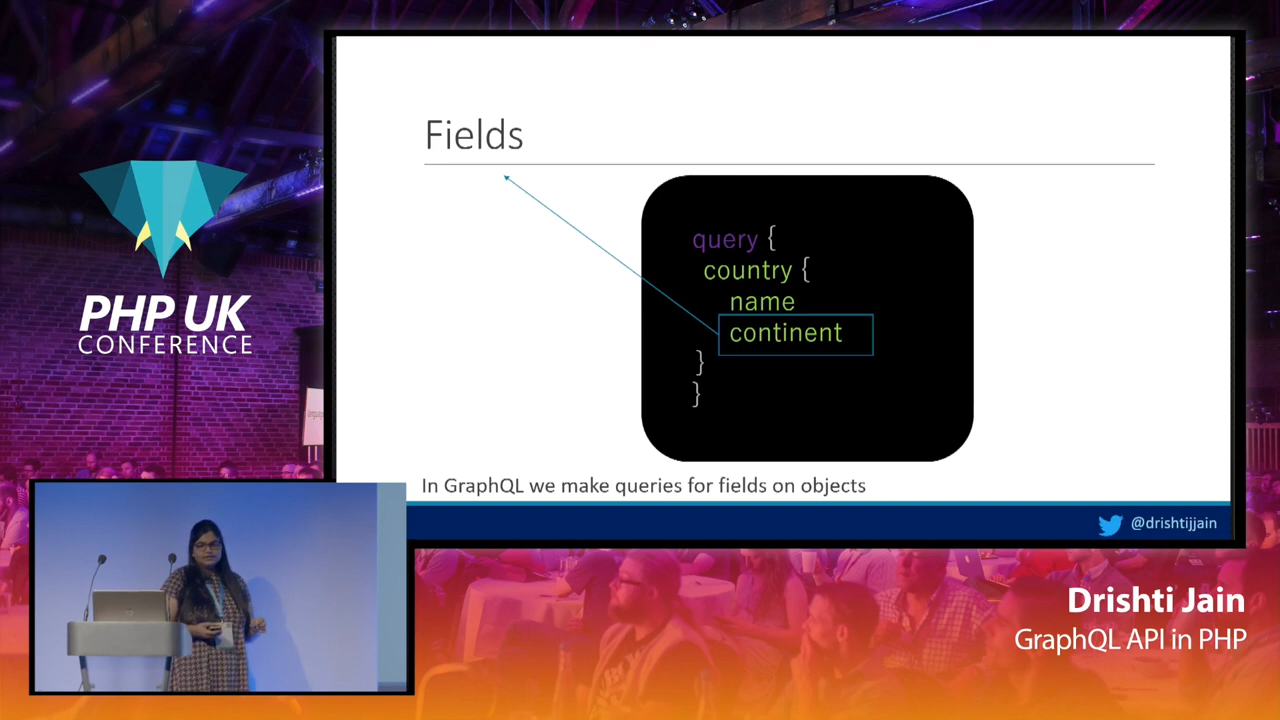 PHP UK
CONFERENCE
Fields
query {
country {
name
continent
}
}
In GraphQL we make queries for fields on objects
@drishtijjain
Drishti Jain
GraphQL API in PHP